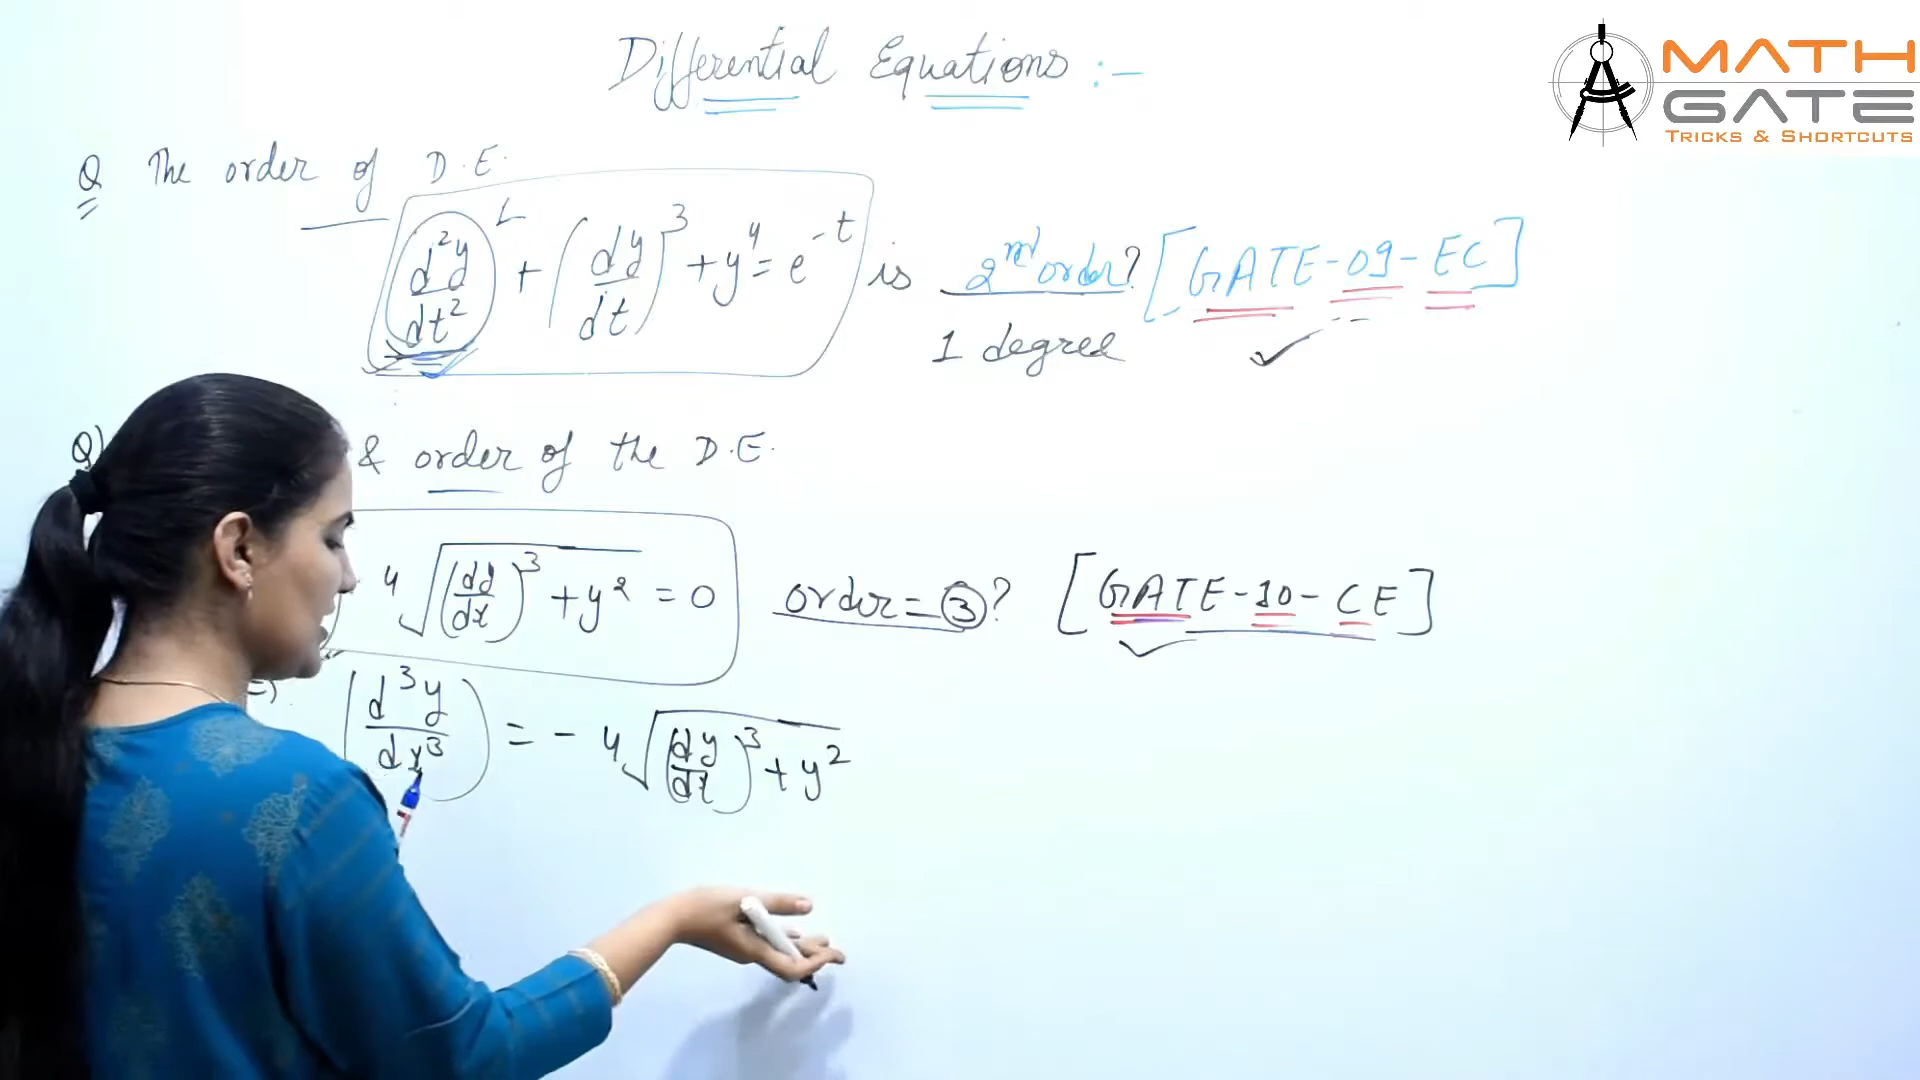 Differential Equations :-
MATH
GATE
TRICKS & SHORTCUTS
Q The order of D.E.
d²y/dt² + (dy/dt)³ + y⁴ = e^-t is 2nd order? [GATE-09-EC]
1 degree
Q) & order of the D.E.
⁴√((dy/dx)³ + y²) = 0 order = 3? [GATE-10-CE]
=> (d³y/dx³) = - ⁴√((dy/dx)³ + y²)